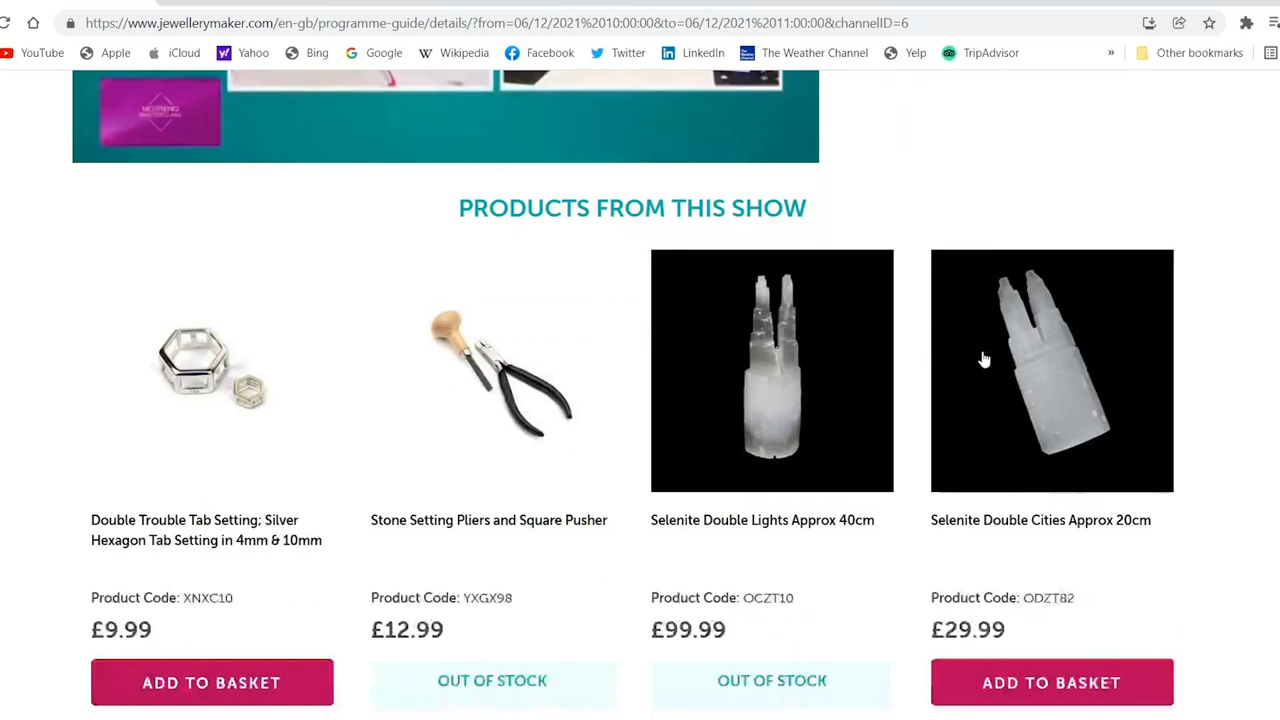 https://www.jewellerymaker.com/en-gb/programme-guide/details/?from=06/12/2021%2010:00:00&to=06/12/2021%2011:00:00&channelID=6
YouTube Apple iCloud Yahoo Bing Google Wikipedia Facebook Twitter LinkedIn The Weather Channel Yelp TripAdvisor » Other bookmarks
MORNING
MASTERCLASS
PRODUCTS FROM THIS SHOW
Double Trouble Tab Setting; Silver
Hexagon Tab Setting in 4mm & 10mm
Stone Setting Pliers and Square Pusher
Selenite Double Lights Approx 40cm
Selenite Double Cities Approx 20cm
Product Code: XNXC10
Product Code: YXGX98
Product Code: OCZT10
Product Code: ODZT82
£9.99
£12.99
£99.99
£29.99
ADD TO BASKET
OUT OF STOCK
OUT OF STOCK
ADD TO BASKET